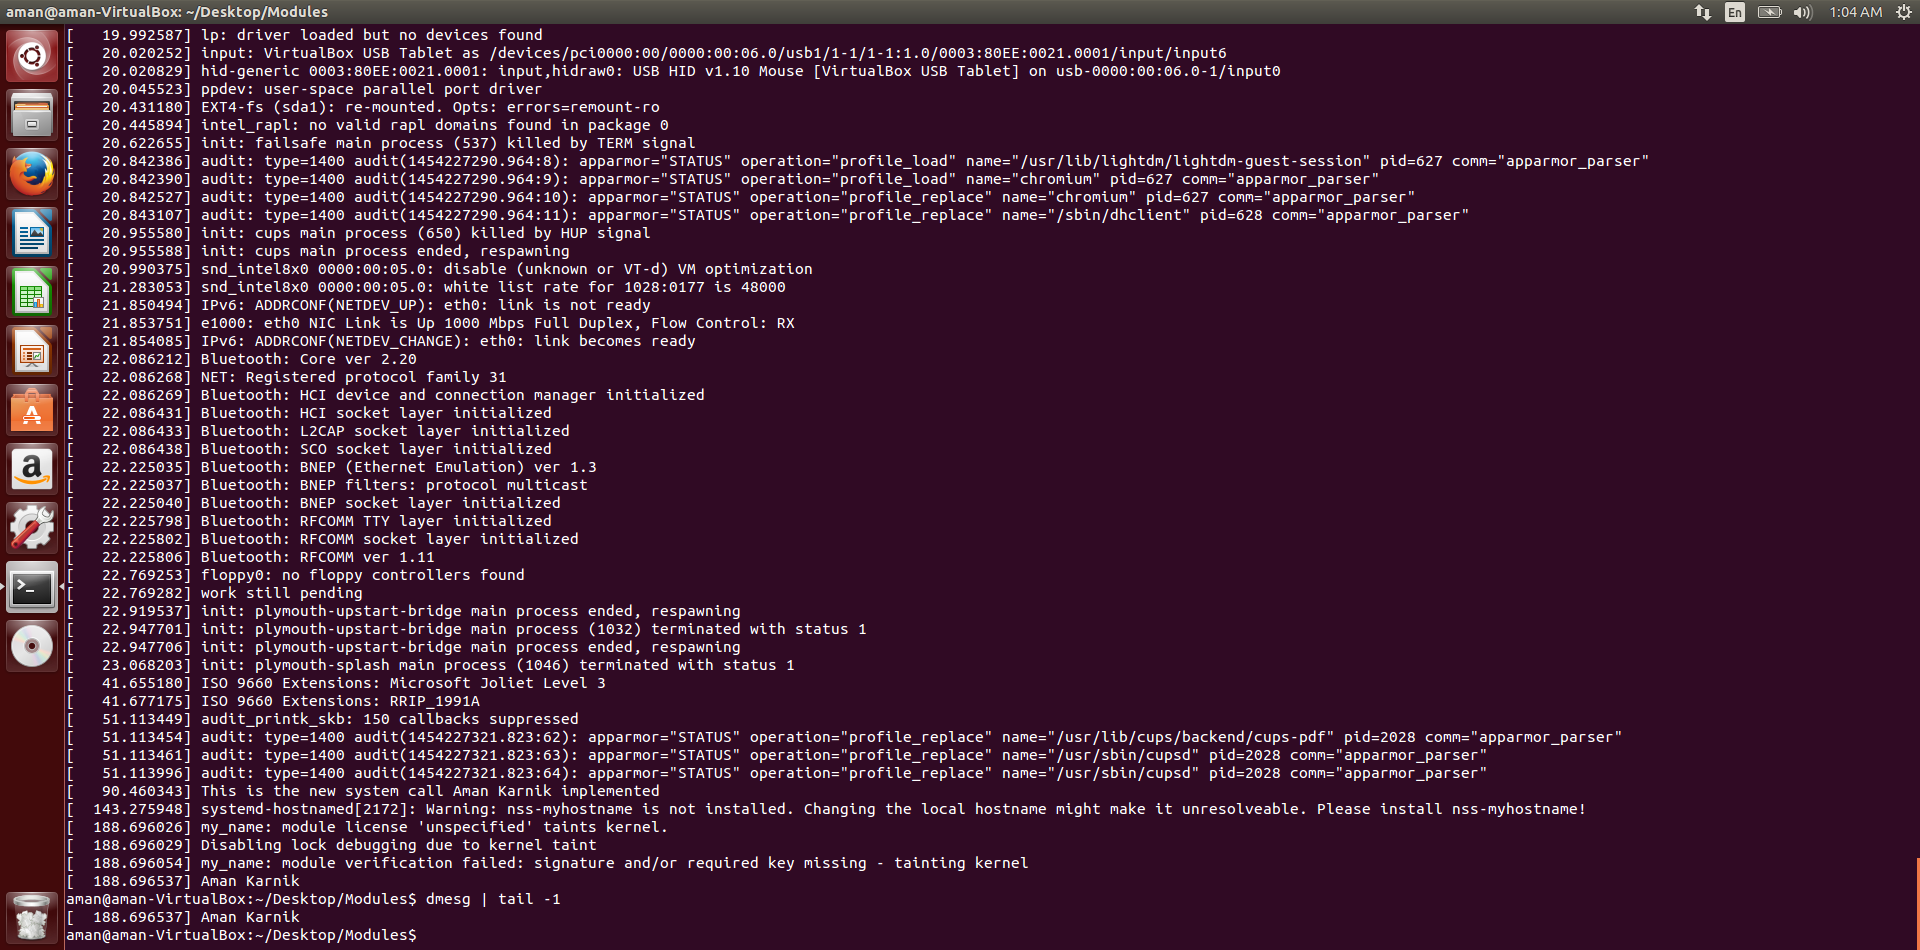 aman@aman-VirtualBox: ~/Desktop/Modules
En
1:04 AM
[   19.992587] lp: driver loaded but no devices found
[   20.020252] input: VirtualBox USB Tablet as /devices/pci0000:00/0000:00:06.0/usb1/1-1/1-1:1.0/0003:80EE:0021.0001/input/input6
[   20.020829] hid-generic 0003:80EE:0021.0001: input,hidraw0: USB HID v1.10 Mouse [VirtualBox USB Tablet] on usb-0000:00:06.0-1/input0
[   20.045523] ppdev: user-space parallel port driver
[   20.431180] EXT4-fs (sda1): re-mounted. Opts: errors=remount-ro
[   20.445894] intel_rapl: no valid rapl domains found in package 0
[   20.622655] init: failsafe main process (537) killed by TERM signal
[   20.842386] audit: type=1400 audit(1454227290.964:8): apparmor="STATUS" operation="profile_load" name="/usr/lib/lightdm/lightdm-guest-session" pid=627 comm="apparmor_parser"
[   20.842390] audit: type=1400 audit(1454227290.964:9): apparmor="STATUS" operation="profile_load" name="chromium" pid=627 comm="apparmor_parser"
[   20.842527] audit: type=1400 audit(1454227290.964:10): apparmor="STATUS" operation="profile_replace" name="chromium" pid=627 comm="apparmor_parser"
[   20.843107] audit: type=1400 audit(1454227290.964:11): apparmor="STATUS" operation="profile_replace" name="/sbin/dhclient" pid=628 comm="apparmor_parser"
[   20.955580] init: cups main process (650) killed by HUP signal
[   20.955588] init: cups main process ended, respawning
[   20.990375] snd_intel8x0 0000:00:05.0: disable (unknown or VT-d) VM optimization
[   21.283053] snd_intel8x0 0000:00:05.0: white list rate for 1028:0177 is 48000
[   21.850494] IPv6: ADDRCONF(NETDEV_UP): eth0: link is not ready
[   21.853751] e1000: eth0 NIC Link is Up 1000 Mbps Full Duplex, Flow Control: RX
[   21.854085] IPv6: ADDRCONF(NETDEV_CHANGE): eth0: link becomes ready
[   22.086212] Bluetooth: Core ver 2.20
[   22.086268] NET: Registered protocol family 31
[   22.086269] Bluetooth: HCI device and connection manager initialized
[   22.086431] Bluetooth: HCI socket layer initialized
[   22.086433] Bluetooth: L2CAP socket layer initialized
[   22.086438] Bluetooth: SCO socket layer initialized
[   22.225035] Bluetooth: BNEP (Ethernet Emulation) ver 1.3
[   22.225037] Bluetooth: BNEP filters: protocol multicast
[   22.225040] Bluetooth: BNEP socket layer initialized
[   22.225798] Bluetooth: RFCOMM TTY layer initialized
[   22.225802] Bluetooth: RFCOMM socket layer initialized
[   22.225806] Bluetooth: RFCOMM ver 1.11
[   22.769253] floppy0: no floppy controllers found
[   22.769282] work still pending
[   22.919537] init: plymouth-upstart-bridge main process ended, respawning
[   22.947701] init: plymouth-upstart-bridge main process (1032) terminated with status 1
[   22.947706] init: plymouth-upstart-bridge main process ended, respawning
[   23.068203] init: plymouth-splash main process (1046) terminated with status 1
[   41.655180] ISO 9660 Extensions: Microsoft Joliet Level 3
[   41.677175] ISO 9660 Extensions: RRIP_1991A
[   51.113449] audit_printk_skb: 150 callbacks suppressed
[   51.113454] audit: type=1400 audit(1454227321.823:62): apparmor="STATUS" operation="profile_replace" name="/usr/lib/cups/backend/cups-pdf" pid=2028 comm="apparmor_parser"
[   51.113461] audit: type=1400 audit(1454227321.823:63): apparmor="STATUS" operation="profile_replace" name="/usr/sbin/cupsd" pid=2028 comm="apparmor_parser"
[   51.113996] audit: type=1400 audit(1454227321.823:64): apparmor="STATUS" operation="profile_replace" name="/usr/sbin/cupsd" pid=2028 comm="apparmor_parser"
[   90.460343] This is the new system call Aman Karnik implemented
[  143.275948] systemd-hostnamed[2172]: Warning: nss-myhostname is not installed. Changing the local hostname might make it unresolveable. Please install nss-myhostname!
[  188.696026] my_name: module license 'unspecified' taints kernel.
[  188.696029] Disabling lock debugging due to kernel taint
[  188.696054] my_name: module verification failed: signature and/or required key missing - tainting kernel
[  188.696537] Aman Karnik
aman@aman-VirtualBox:~/Desktop/Modules$ dmesg | tail -1
[  188.696537] Aman Karnik
aman@aman-VirtualBox:~/Desktop/Modules$